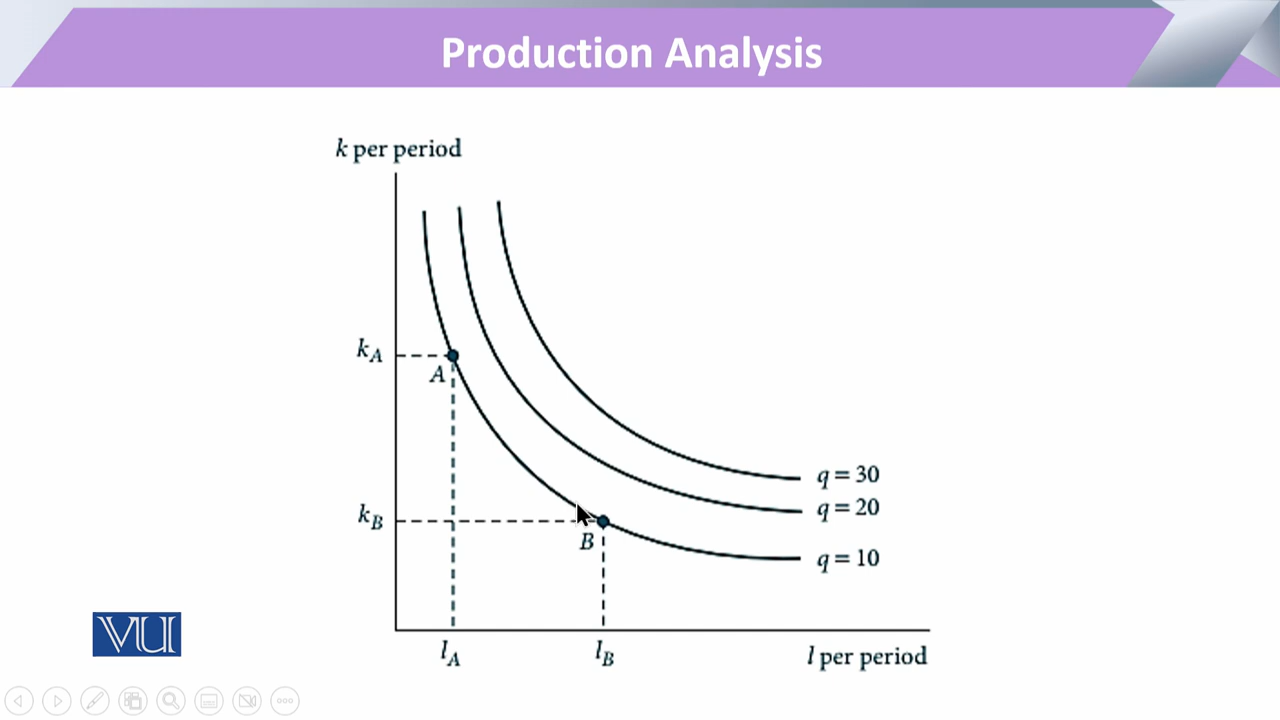 Production Analysis
k per period
k_A
A
q = 30
q = 20
k_B
B
q = 10
VU
l_A
l_B
l per period